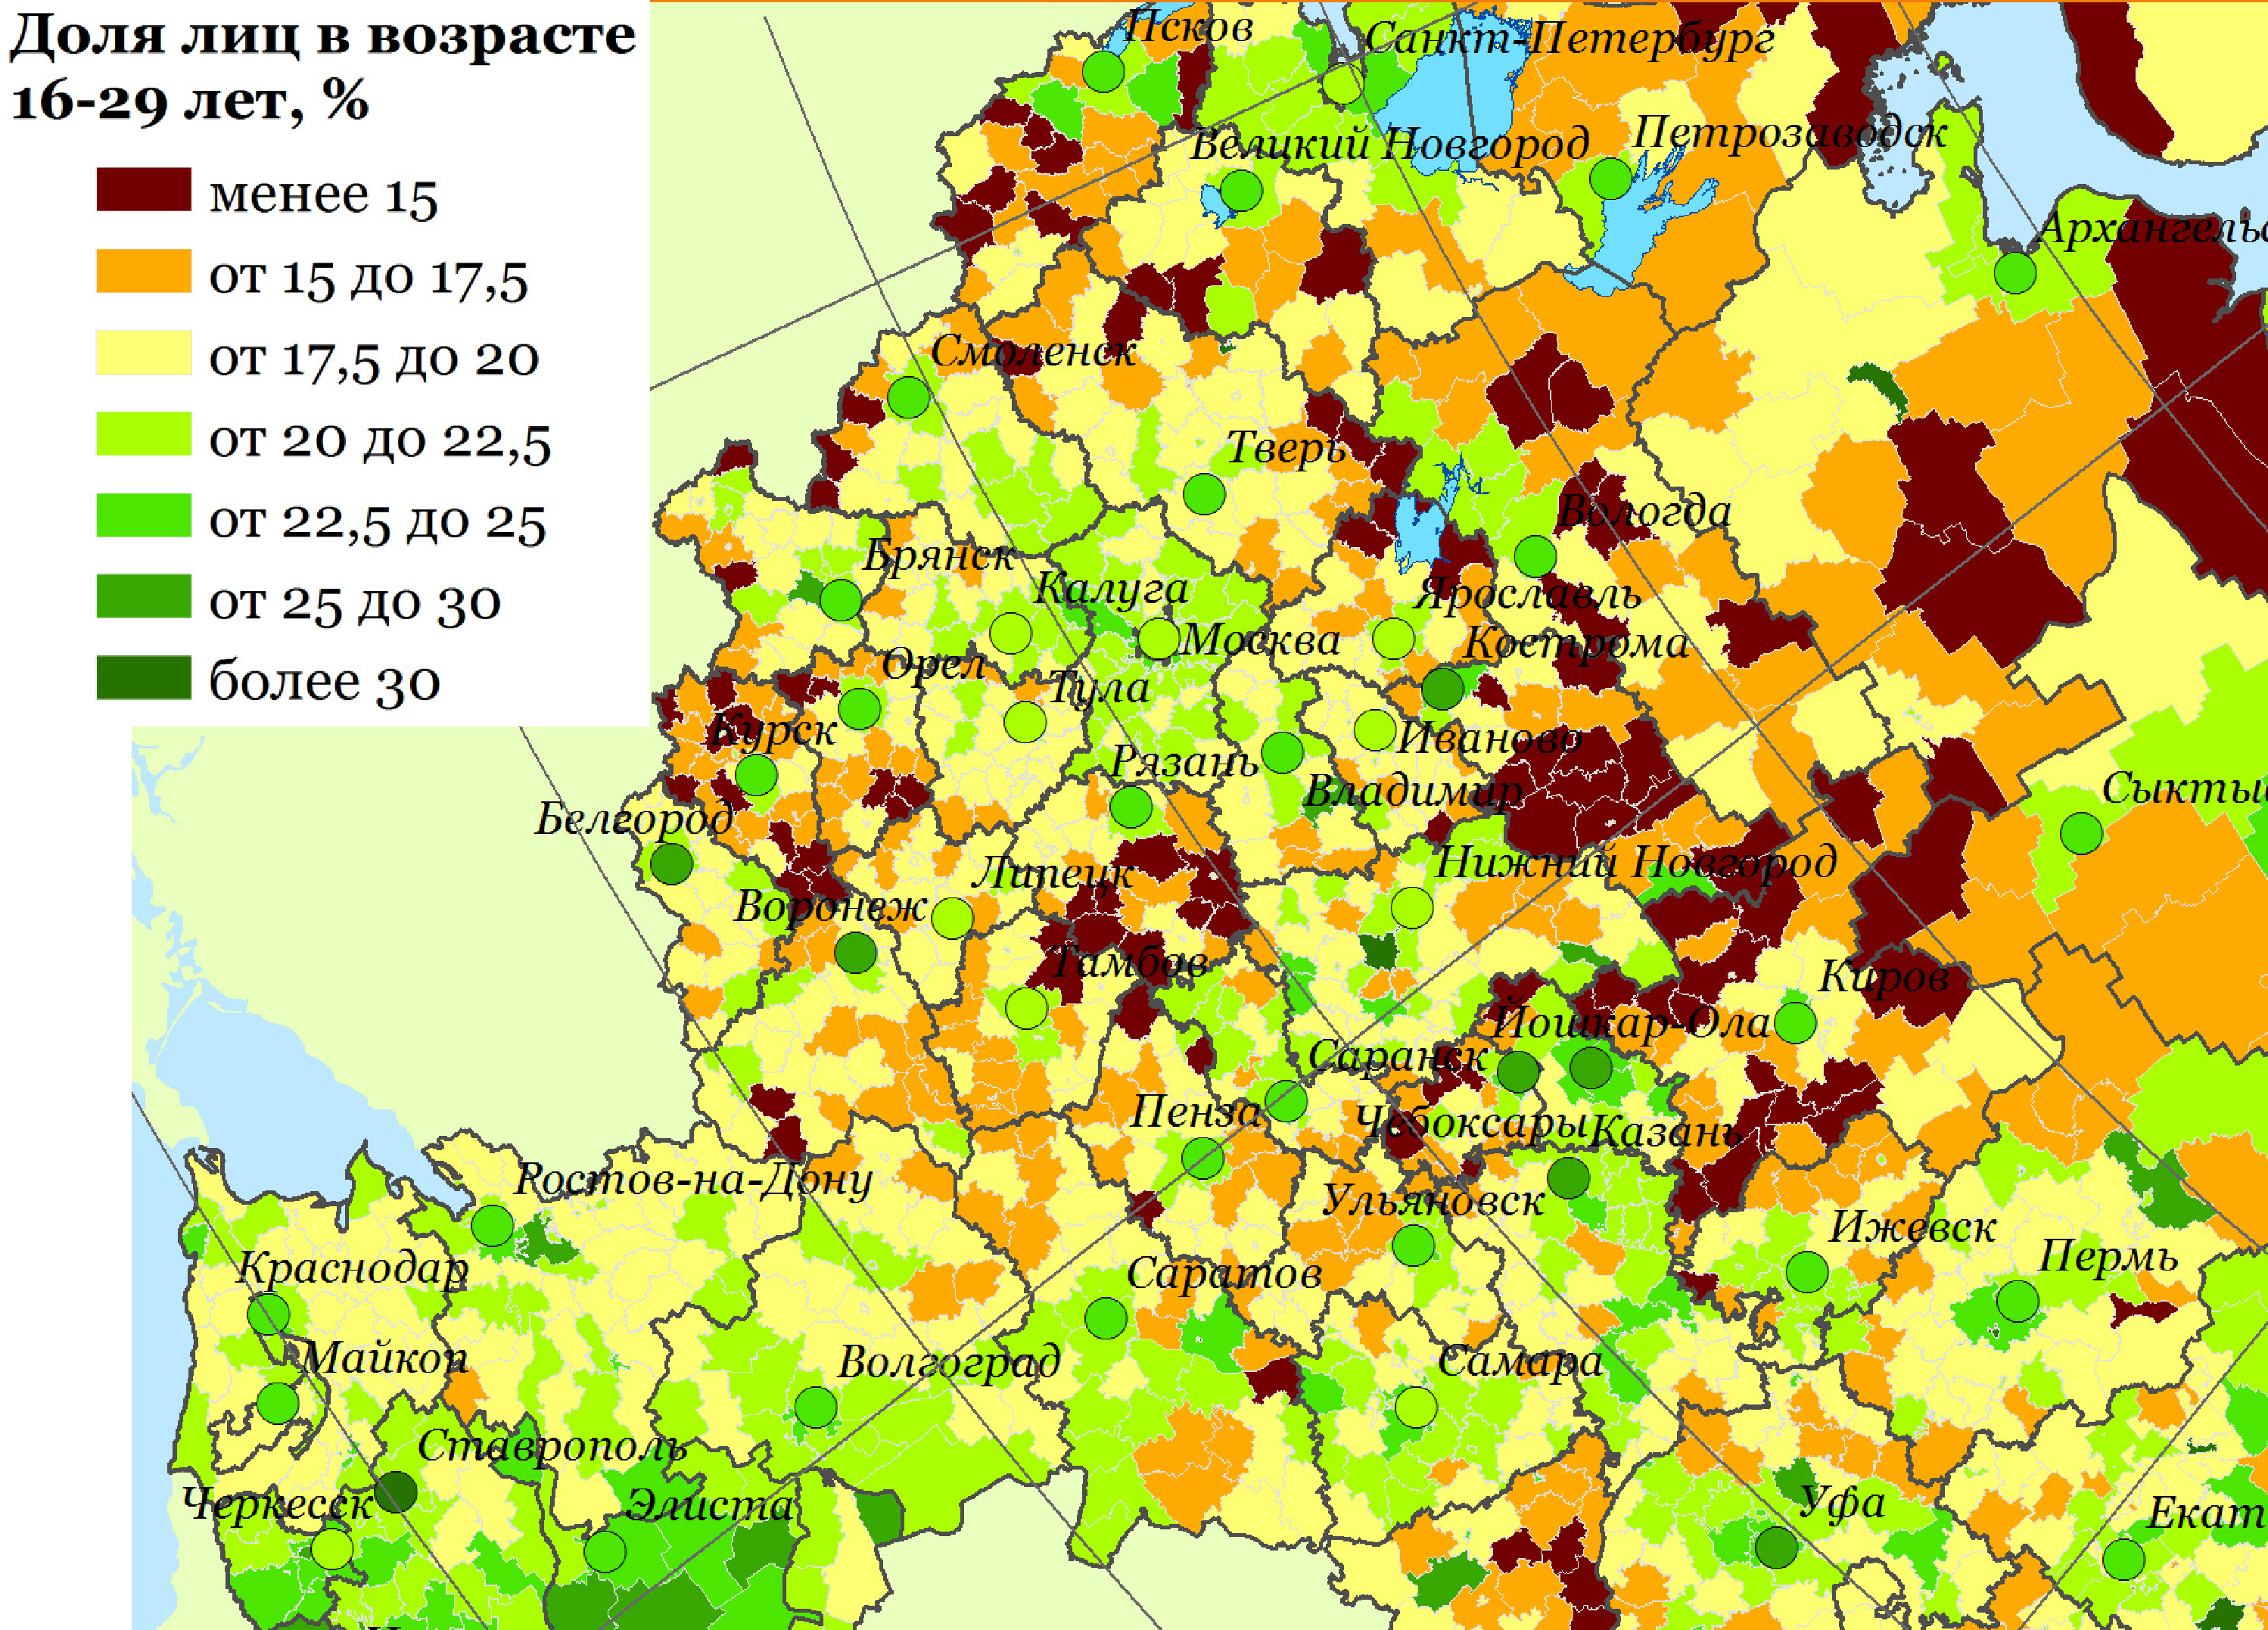 Доля лиц в возрасте
16-29 лет, %
менее 15
от 15 до 17,5
от 17,5 до 20
от 20 до 22,5
от 22,5 до 25
от 25 до 30
более 30
Псков
Санкт-Петербург
Великий Новгород
Петрозаводск
Архангельс
Смоленск
Тверь
Вологда
Брянск
Калуга
Ярославль
Москва
Кострома
Орел
Тула
Курск
Иваново
Рязань
Владимир
Сыктыв
Белгород
Нижний Новгород
Липецк
Воронеж
Тамбов
Киров
Йошкар-Ола
Саранск
Пенза
Чебоксары
Казань
Ростов-на-Дону
Ульяновск
Ижевск
Пермь
Краснодар
Саратов
Майкоп
Волгоград
Самара
Ставрополь
Черкесск
Элиста
Уфа
Екат